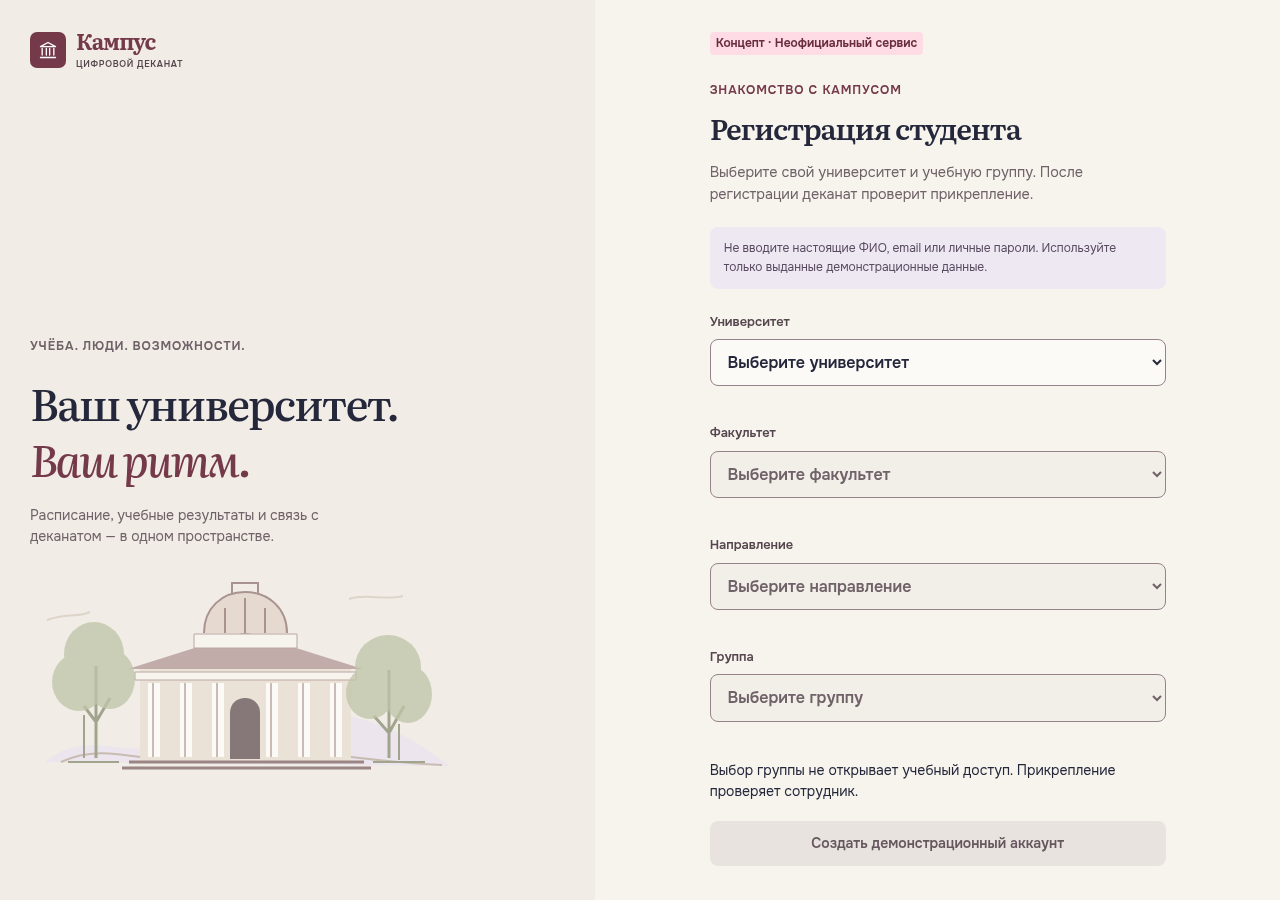 Кампус
ЦИФРОВОЙ ДЕКАНАТ
УЧЁБА. ЛЮДИ. ВОЗМОЖНОСТИ.
Ваш университет.
Ваш ритм.
Расписание, учебные результаты и связь с
деканатом — в одном пространстве.
Концепт · Неофициальный сервис
ЗНАКОМСТВО С КАМПУСОМ
Регистрация студента
Выберите свой университет и учебную группу. После
регистрации деканат проверит прикрепление.
Не вводите настоящие ФИО, email или личные пароли. Используйте
только выданные демонстрационные данные.
Университет
Выберите университет
Факультет
Выберите факультет
Направление
Выберите направление
Группа
Выберите группу
Выбор группы не открывает учебный доступ. Прикрепление
проверяет сотрудник.
Создать демонстрационный аккаунт